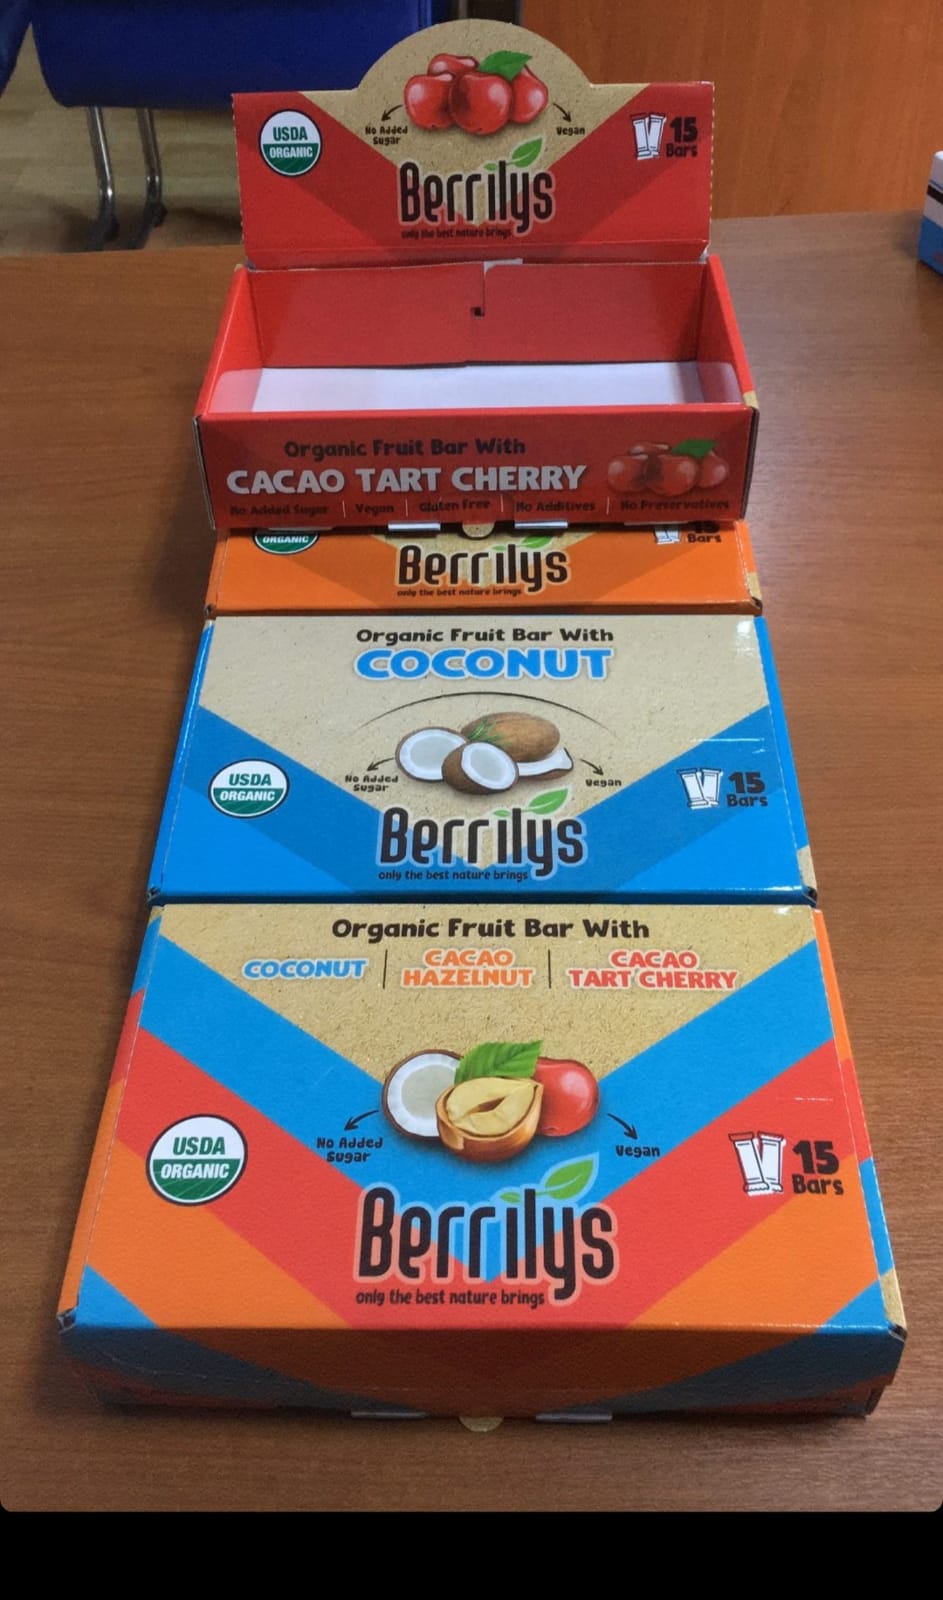 No Added
Sugar
Vegan
USDA
ORGANIC
15
Bars
Berrilys
only the best nature brings
Organic Fruit Bar With
CACAO TART CHERRY
No Added Sugar | Vegan | Gluten Free | No Additives | No Preservatives
ORGANIC
15
Bars
Berrilys
only the best nature brings
Organic Fruit Bar With
COCONUT
No Added
Sugar
Vegan
USDA
ORGANIC
15
Bars
Berrilys
only the best nature brings
Organic Fruit Bar With
COCONUT | CACAO HAZELNUT | CACAO TART CHERRY
No Added
Sugar
Vegan
USDA
ORGANIC
15
Bars
Berrilys
only the best nature brings